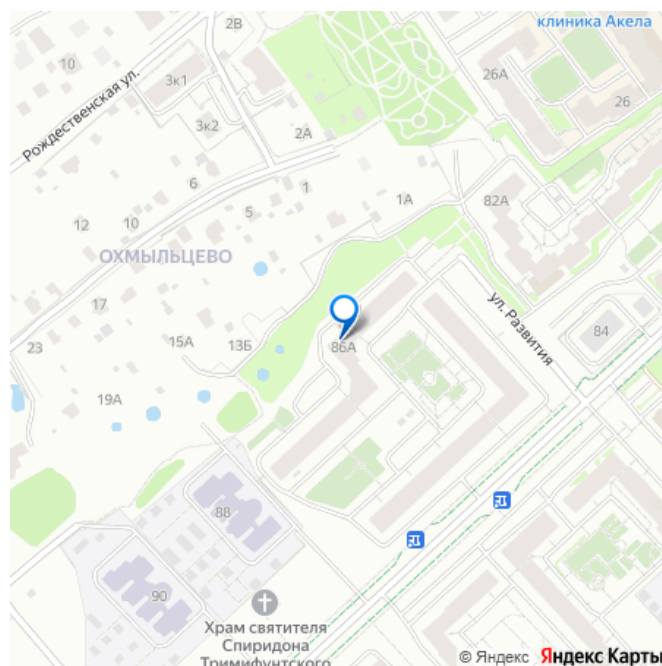 клиника Акела
2В
10
3к1
26А
26
Рождественская ул.
3к2
2А
6
1
82А
5
1А
12
10
ОХМЫЛЬЦЕВО
17
ул. Развития
84
23
15А
13Б
86А
19А
88
90
Храм святителя
Спиридона
Тримифунтского
© Яндекс Яндекс Карты